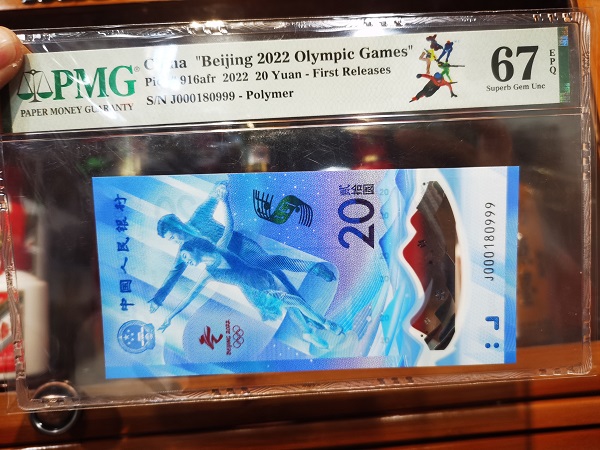 PMG
PAPER MONEY GUARANTY
China "Beijing 2022 Olympic Games"
916afr 2022 20 Yuan - First Releases
S/N J000180999 - Polymer
67
EPQ
Superb Gem Unc
中国人民银行
BEIJING 2022
20
贰拾圆
J000180999